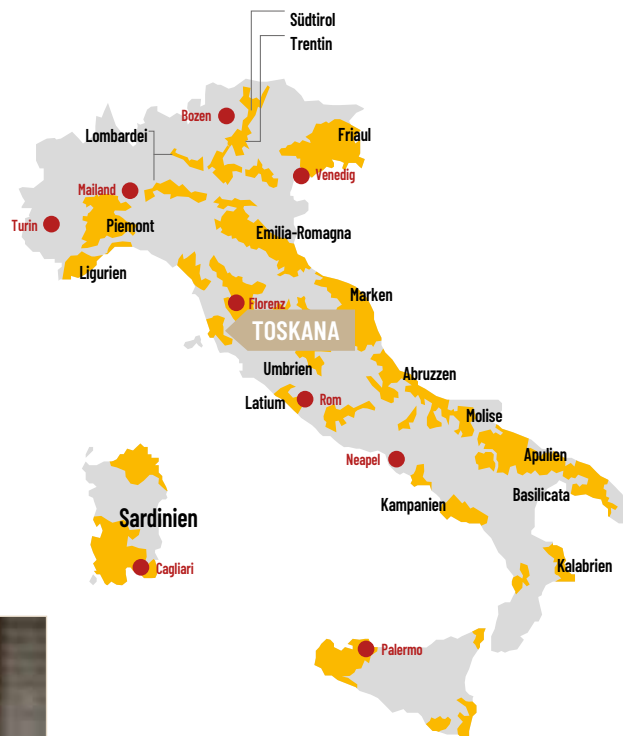 Südtirol
Trentin
Bozen
Lombardei
Friaul
Venedig
Mailand
Turin
Piemont
Emilia-Romagna
Ligurien
Marken
Florenz
TOSKANA
Umbrien
Abruzzen
Latium
Rom
Molise
Neapel
Apulien
Basilicata
Kampanien
Sardinien
Kalabrien
Cagliari
Palermo